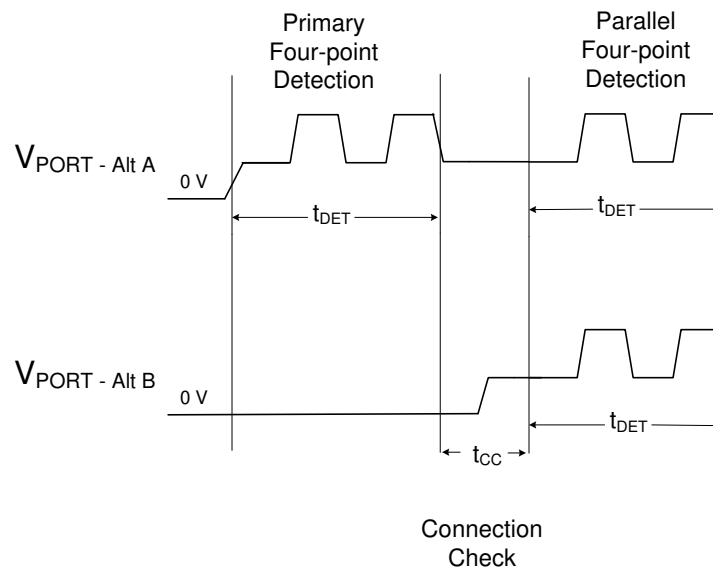 Primary
Four-point
Detection
Parallel
Four-point
Detection
VPORT - Alt A
0 V
tDET
tDET
VPORT - Alt B
0 V
tDET
tCC
Connection
Check